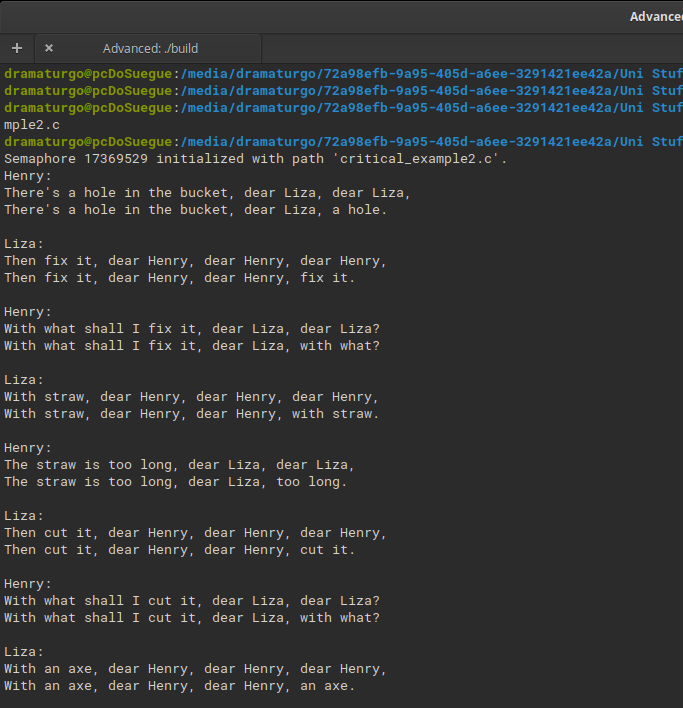 Advanced
+ × Advanced: ./build
dramaturgo@pcDoSuegue:/media/dramaturgo/72a98efb-9a95-405d-a6ee-3291421ee42a/Uni Stuf
dramaturgo@pcDoSuegue:/media/dramaturgo/72a98efb-9a95-405d-a6ee-3291421ee42a/Uni Stuf
dramaturgo@pcDoSuegue:/media/dramaturgo/72a98efb-9a95-405d-a6ee-3291421ee42a/Uni Stuf
mple2.c
dramaturgo@pcDoSuegue:/media/dramaturgo/72a98efb-9a95-405d-a6ee-3291421ee42a/Uni Stuf
Semaphore 17369529 initialized with path 'critical_example2.c'.
Henry:
There's a hole in the bucket, dear Liza, dear Liza,
There's a hole in the bucket, dear Liza, a hole.
Liza:
Then fix it, dear Henry, dear Henry, dear Henry,
Then fix it, dear Henry, dear Henry, fix it.
Henry:
With what shall I fix it, dear Liza, dear Liza?
With what shall I fix it, dear Liza, with what?
Liza:
With straw, dear Henry, dear Henry, dear Henry,
With straw, dear Henry, dear Henry, with straw.
Henry:
The straw is too long, dear Liza, dear Liza,
The straw is too long, dear Liza, too long.
Liza:
Then cut it, dear Henry, dear Henry, dear Henry,
Then cut it, dear Henry, dear Henry, cut it.
Henry:
With what shall I cut it, dear Liza, dear Liza?
With what shall I cut it, dear Liza, with what?
Liza:
With an axe, dear Henry, dear Henry, dear Henry,
With an axe, dear Henry, dear Henry, an axe.